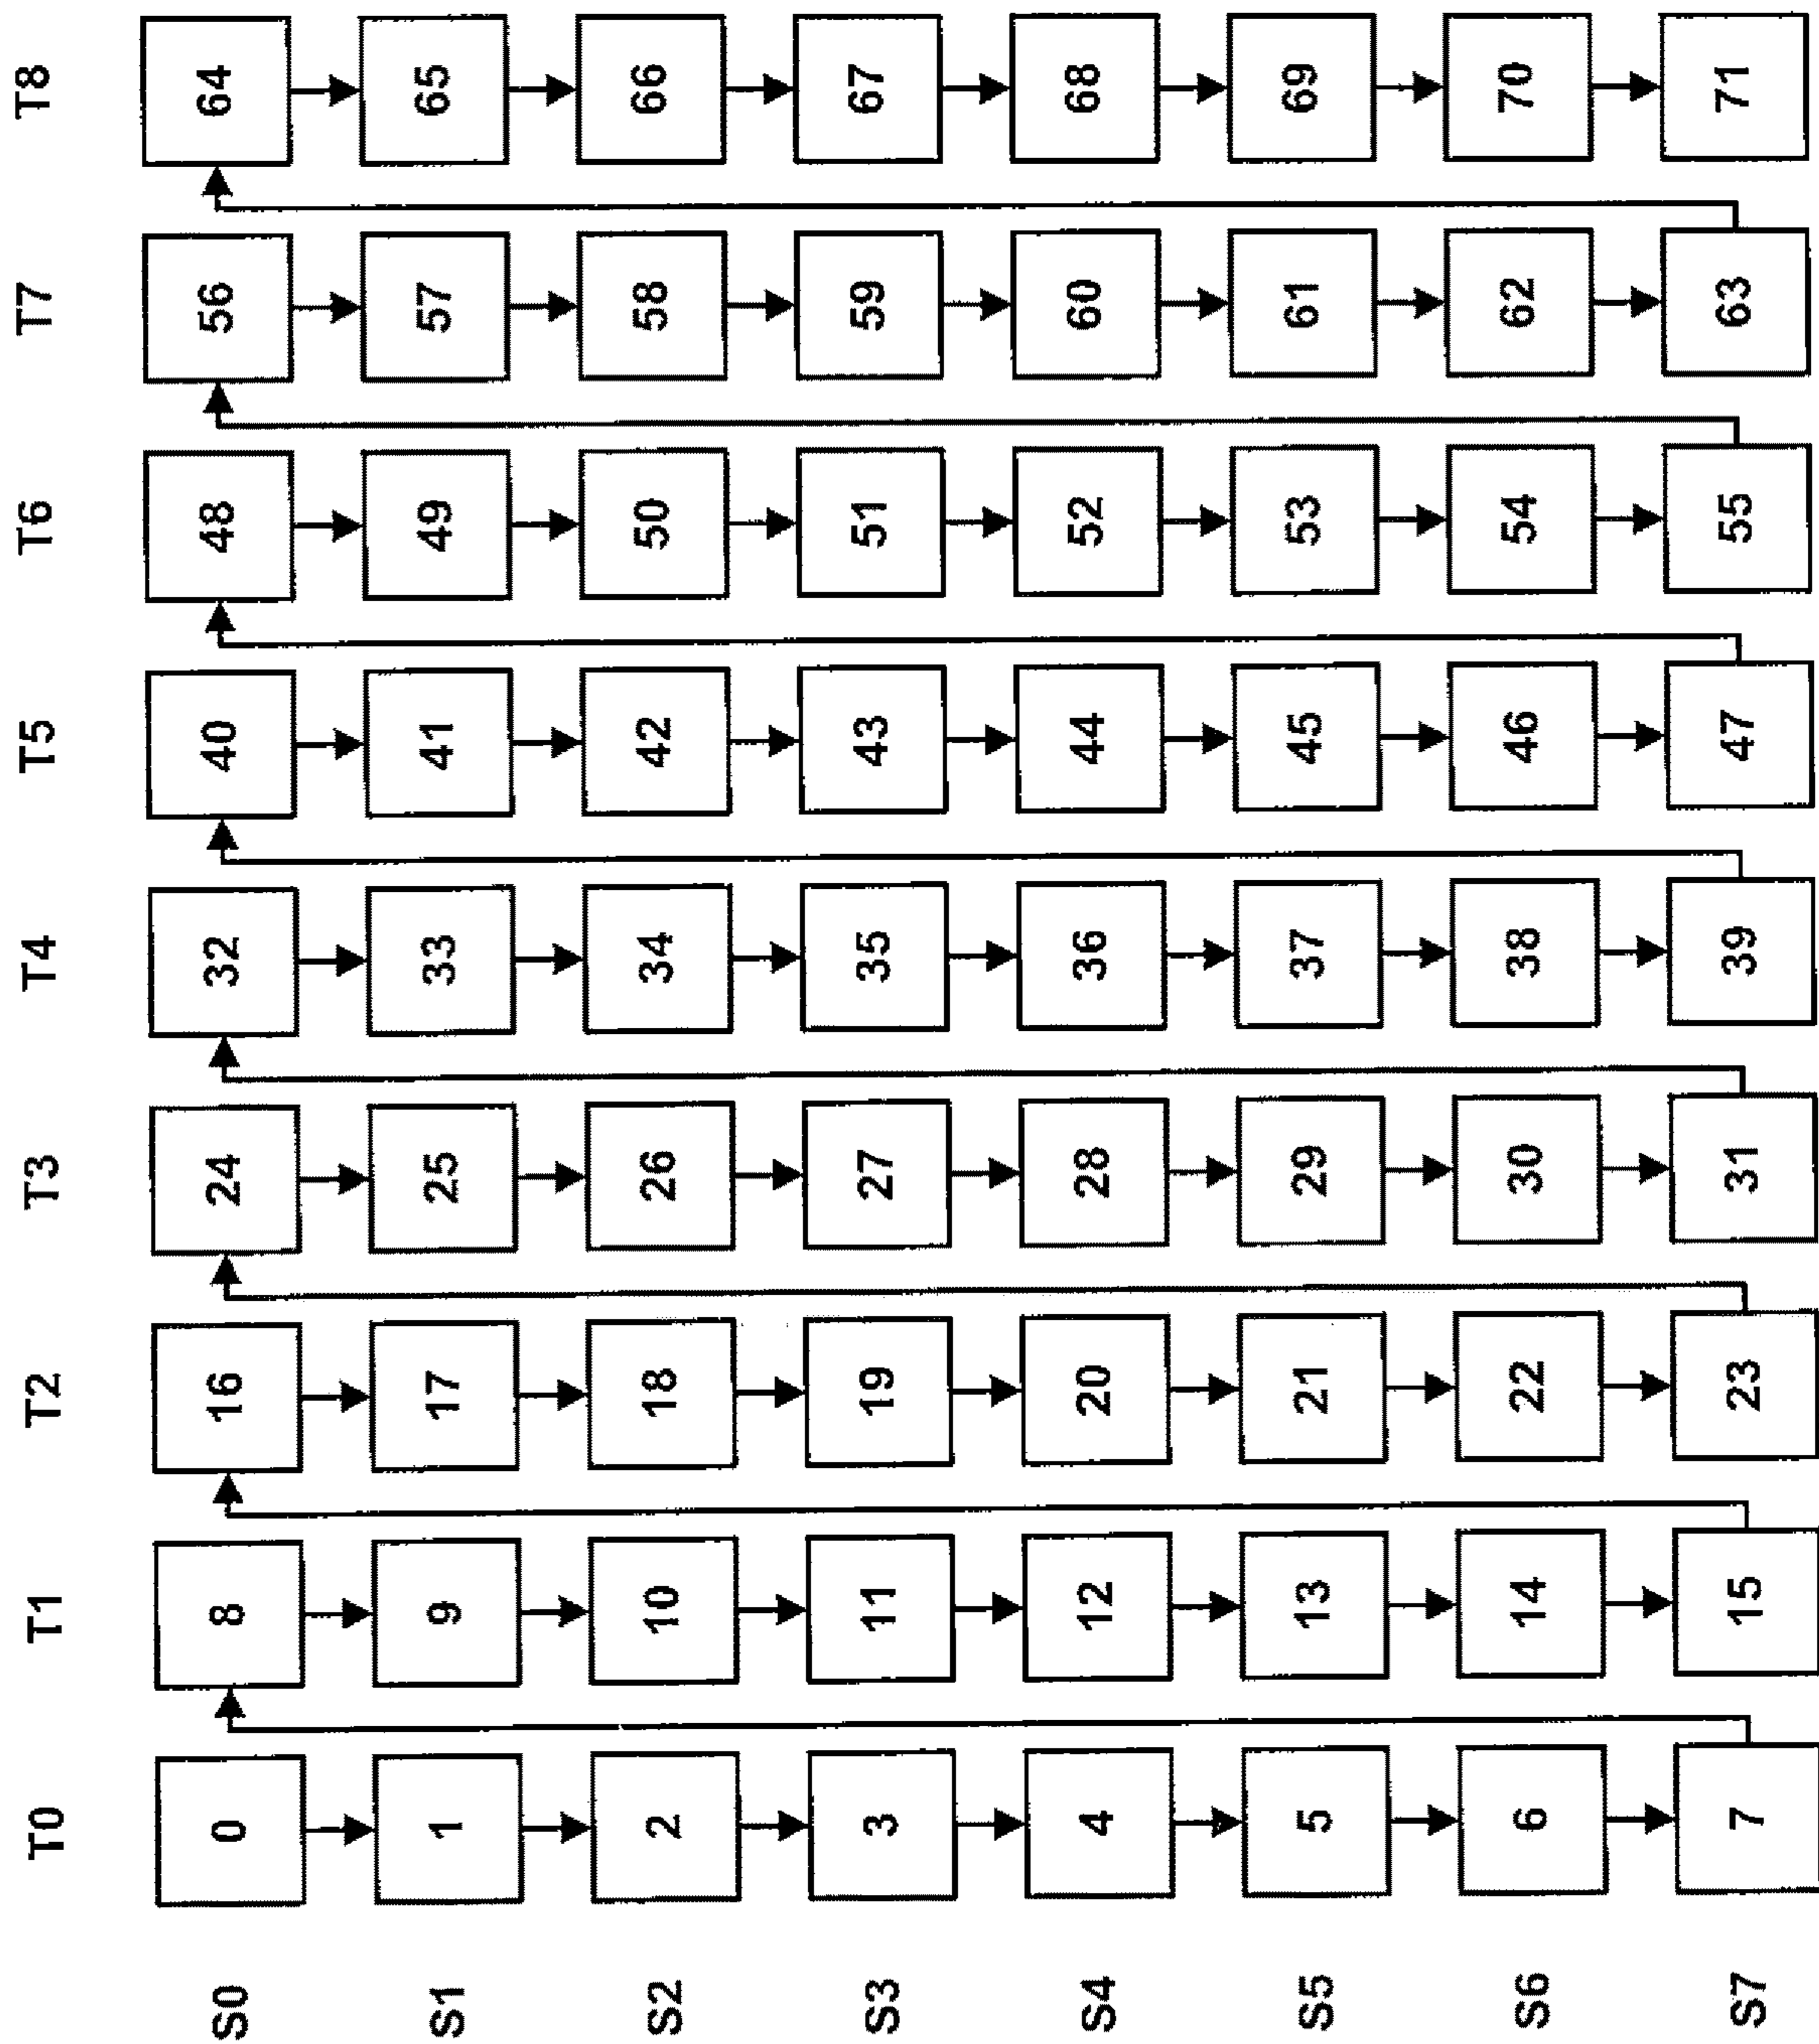 T0 T1 T2 T3 T4 T5 T6 T7 T8
S0 0 8 16 24 32 40 48 56 64
S1 1 9 17 25 33 41 49 57 65
S2 2 10 18 26 34 42 50 58 66
S3 3 11 19 27 35 43 51 59 67
S4 4 12 20 28 36 44 52 60 68
S5 5 13 21 29 37 45 53 61 69
S6 6 14 22 30 38 46 54 62 70
S7 7 15 23 31 39 47 55 63 71